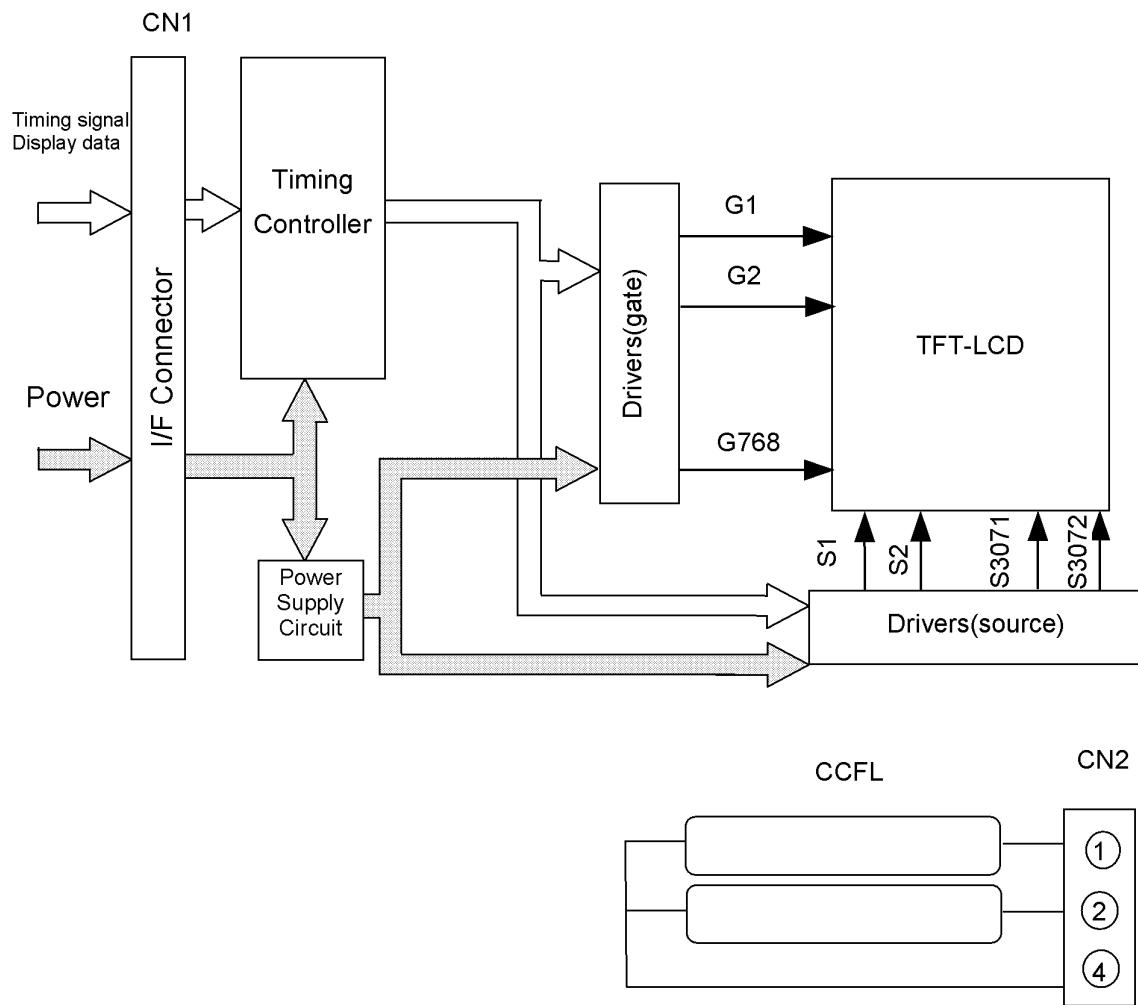 CN1
Timing signal
Display data
Timing
Controller
I/F Connector
Power
Drivers(gate)
G1
G2
G768
TFT-LCD
S1
S2
S3071
S3072
Power
Supply
Circuit
Drivers(source)
CCFL
CN2
1
2
4